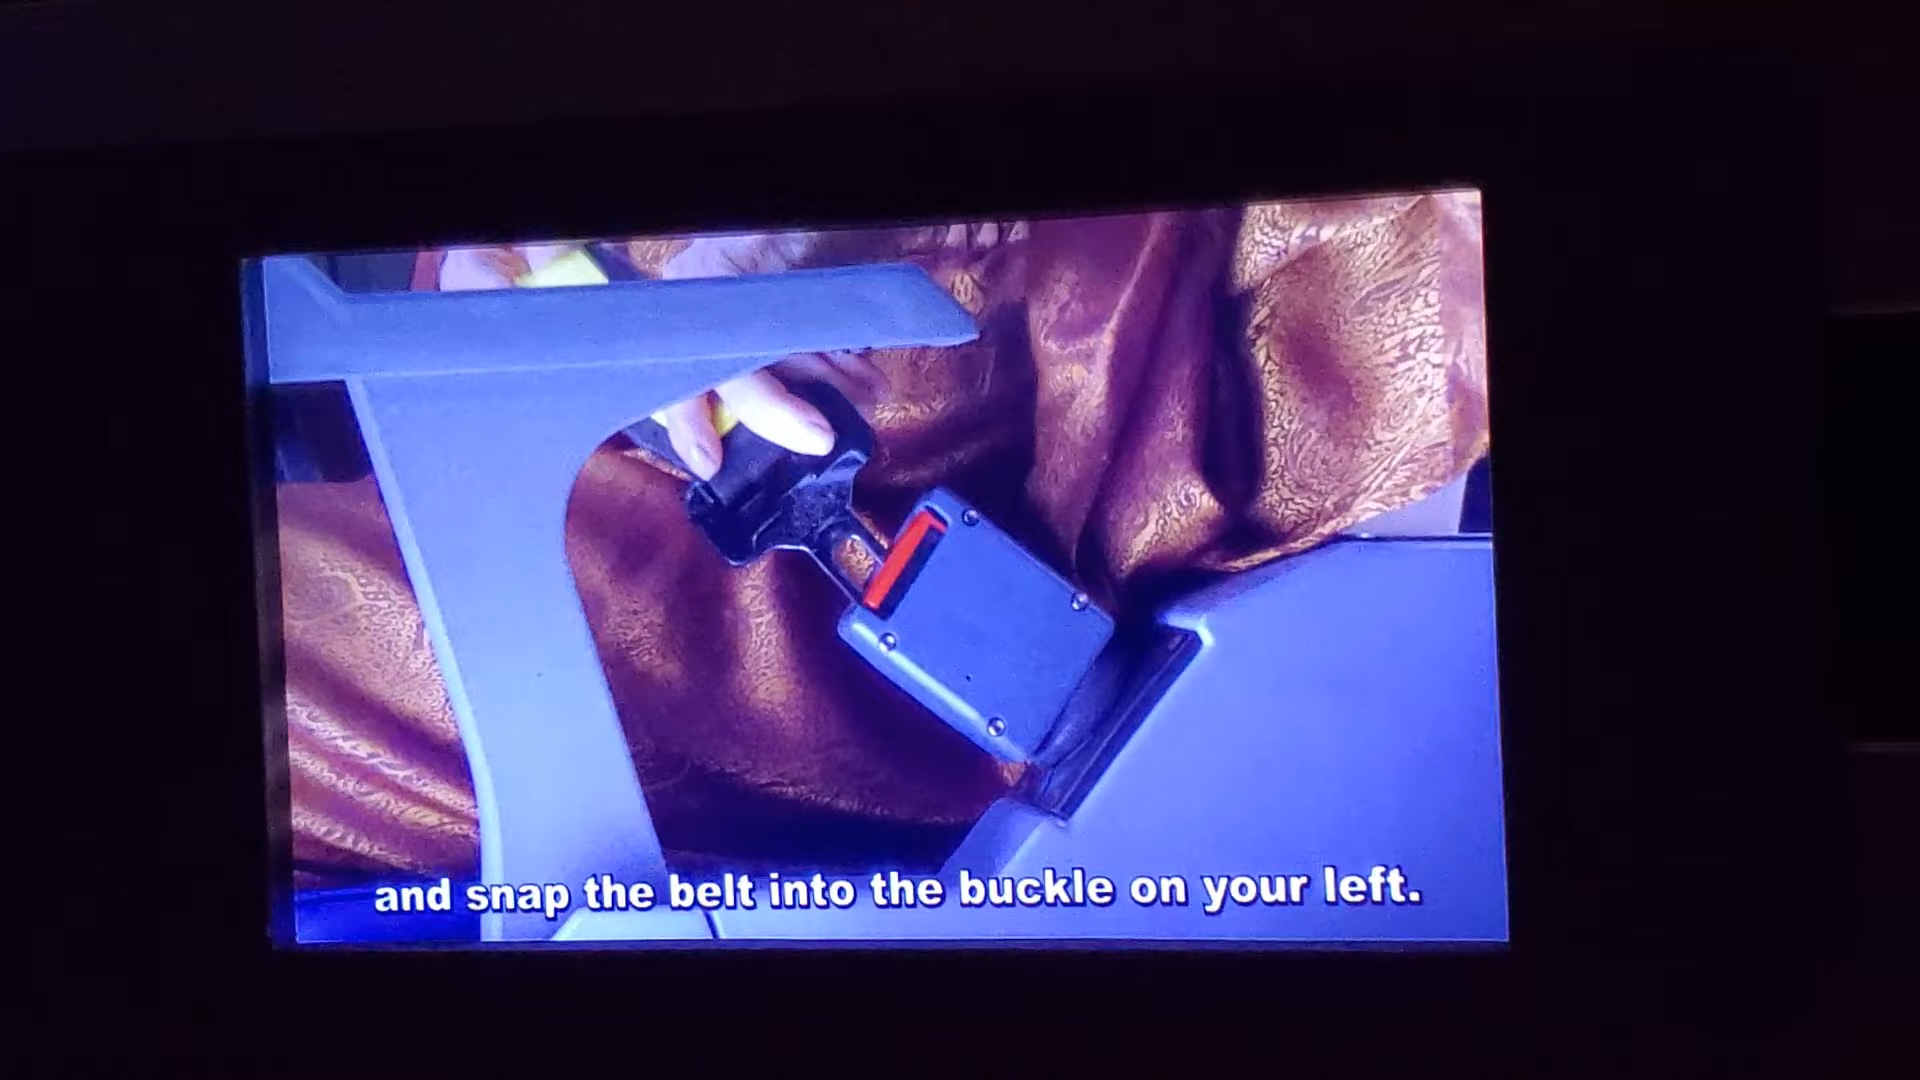 and snap the belt into the buckle on your left.